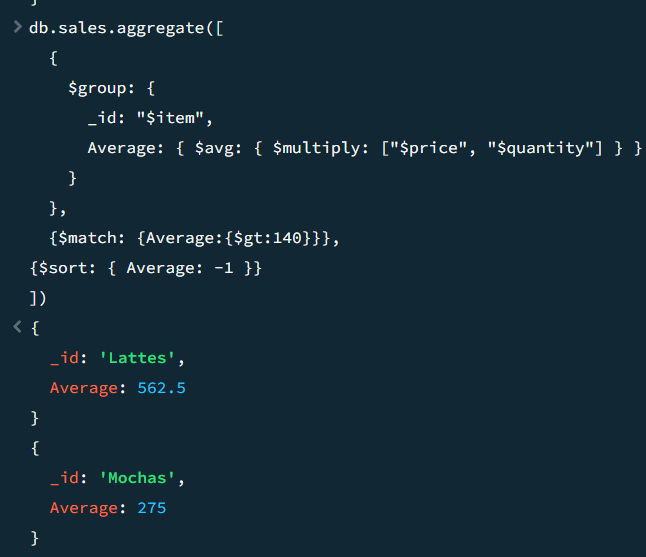 }
> db.sales.aggregate([
{
$group: {
_id: "$item",
Average: { $avg: { $multiply: ["$price", "$quantity"] } }
}
},
{$match: {Average:{$gt:140}}},
{$sort: { Average: -1 }}
])
< {
_id: 'Lattes',
Average: 562.5
}
{
_id: 'Mochas',
Average: 275
}